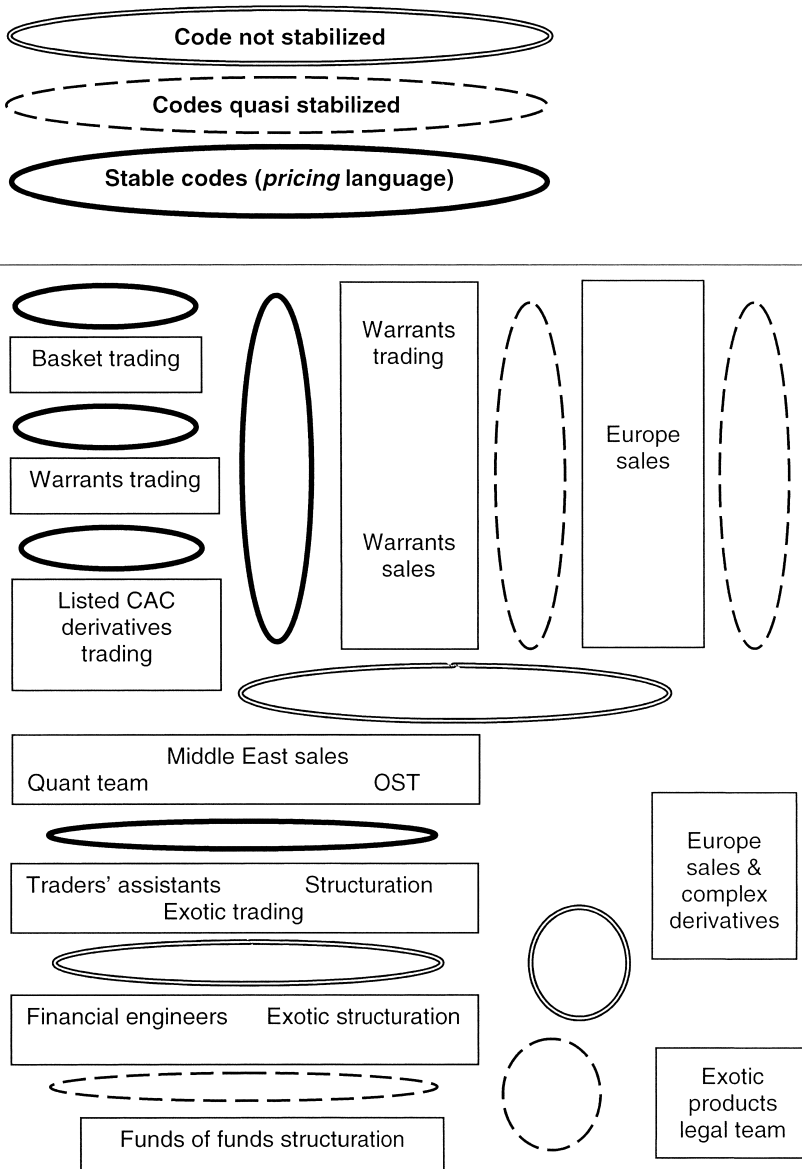 Code not stabilized
Codes quasi stabilized
Stable codes (pricing language)
Basket trading
Warrants trading
Listed CAC
derivatives
trading
Warrants
trading
Warrants
sales
Europe
sales
Middle East sales
Quant team OST
Traders’ assistants Structuration
Exotic trading
Financial engineers Exotic structuration
Funds of funds structuration
Europe
sales &
complex
derivatives
Exotic
products
legal team